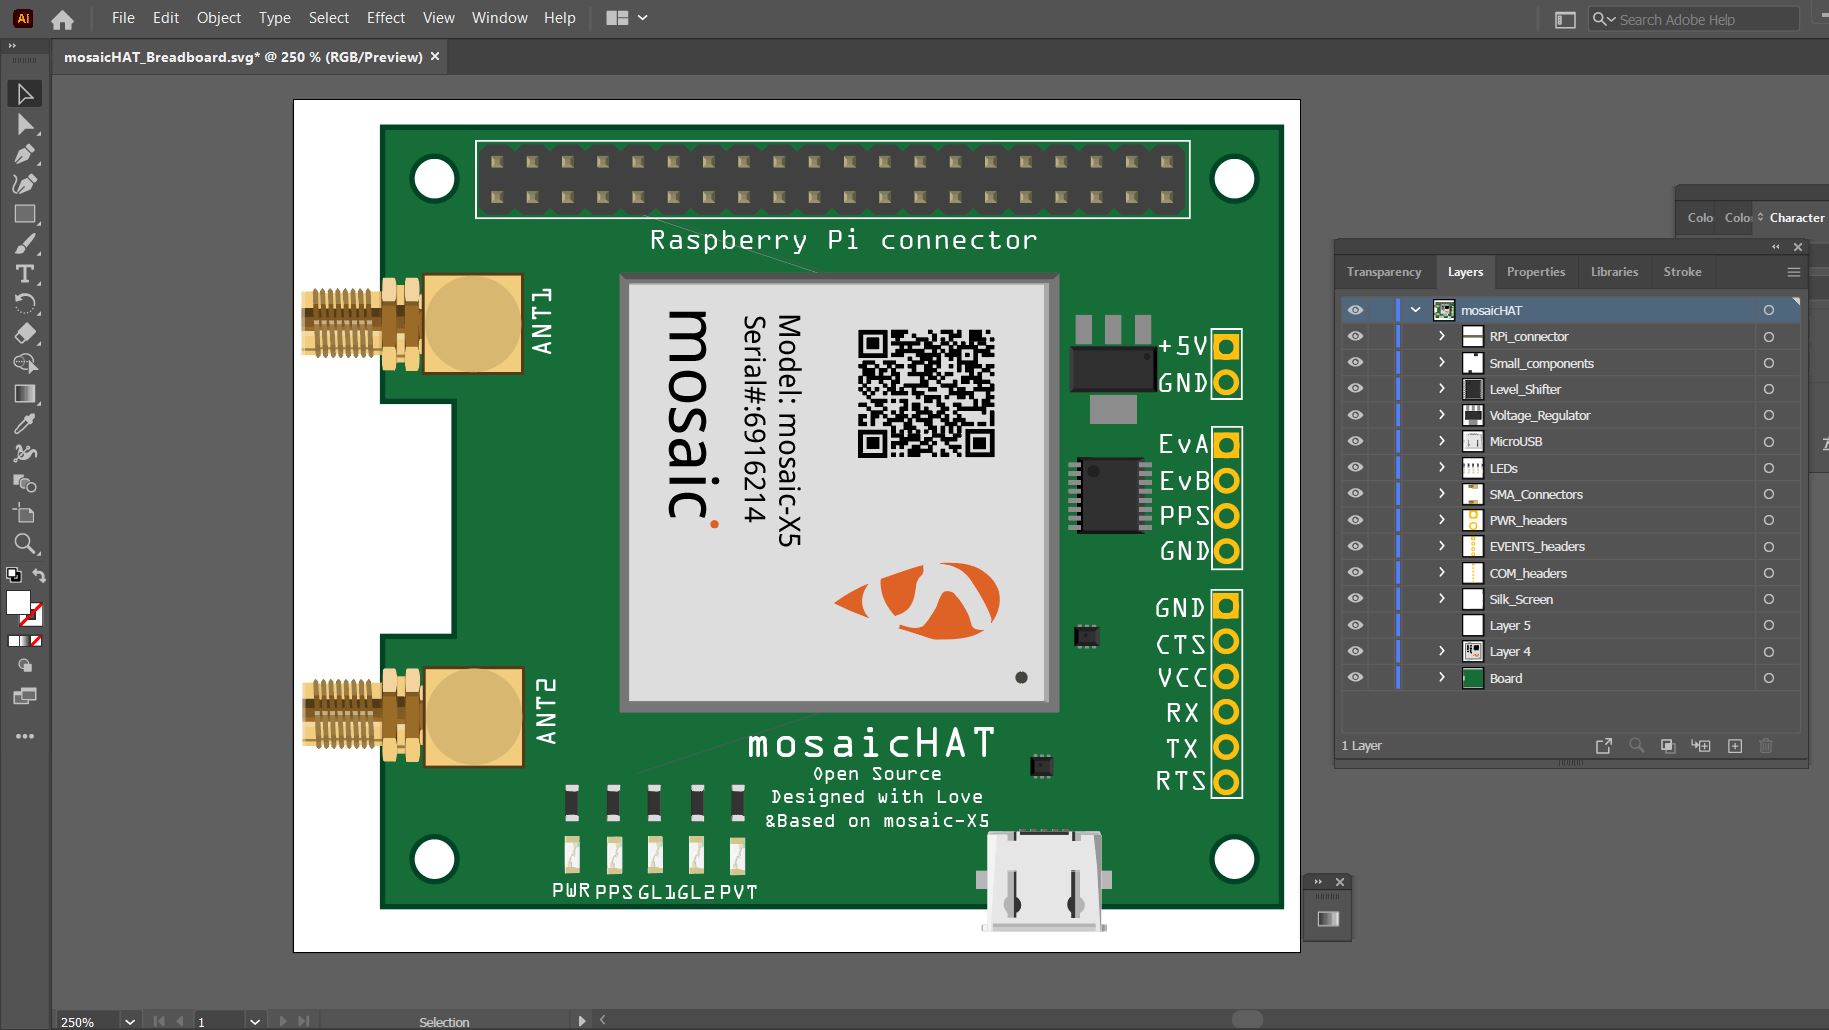 Ai File Edit Object Type Select Effect View Window Help Search Adobe Help
mosaicHAT_Breadboard.svg* @ 250 % (RGB/Preview) ×
Raspberry Pi connector
ANT1
ANT2
mosaic
Serial#:6916214
Model: mosaic-X5
+5V
GND
EvA
EvB
PPS
GND
GND
CTS
VCC
RX
TX
RTS
mosaicHAT
Open Source
Designed with Love
&Based on mosaic-X5
PWR PPS GL1 GL2 PVT
Colo Colo Character
Transparency Layers Properties Libraries Stroke
mosaicHAT
RPi_connector
Small_components
Level_Shifter
Voltage_Regulator
MicroUSB
LEDs
SMA_Connectors
PWR_headers
EVENTS_headers
COM_headers
Silk_Screen
Layer 5
Layer 4
Board
1 Layer
250% 1 Selection